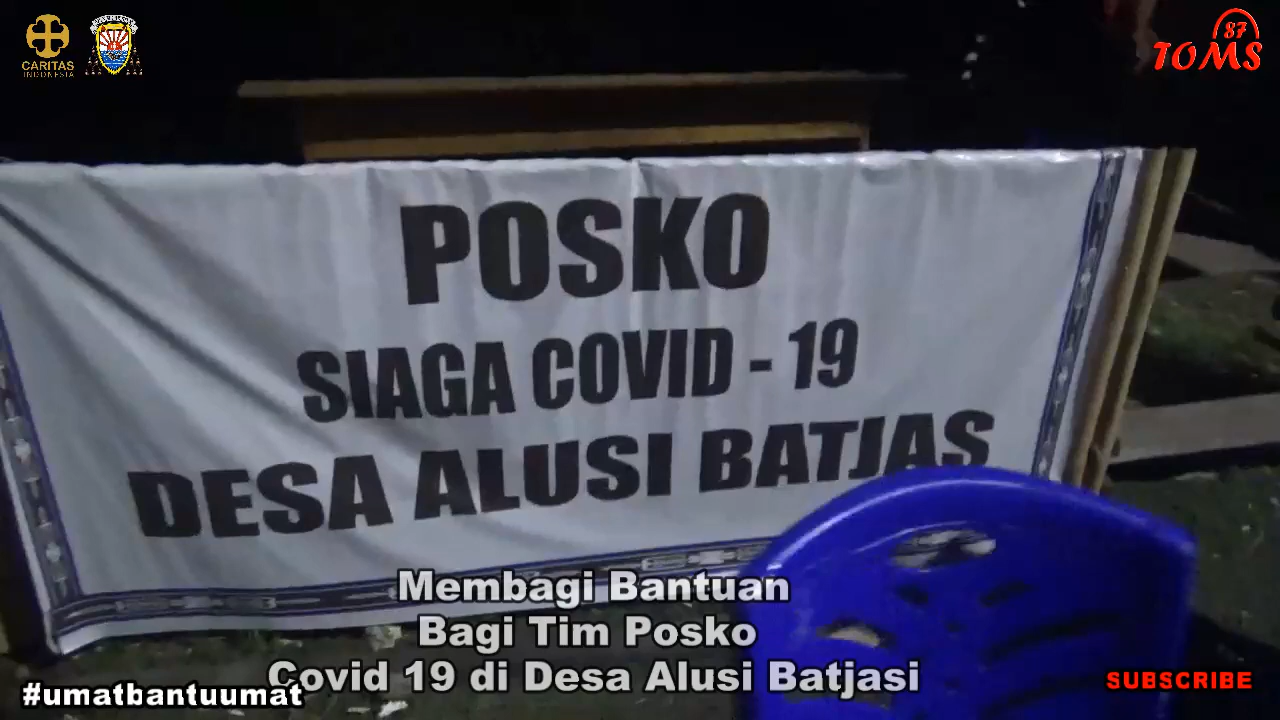 CARITAS
INDONESIA
87
TOMS
POSKO
SIAGA COVID - 19
DESA ALUSI BATJAS
Membagi Bantuan
Bagi Tim Posko
Covid 19 di Desa Alusi Batjasi
#umatbantuumat
SUBSCRIBE